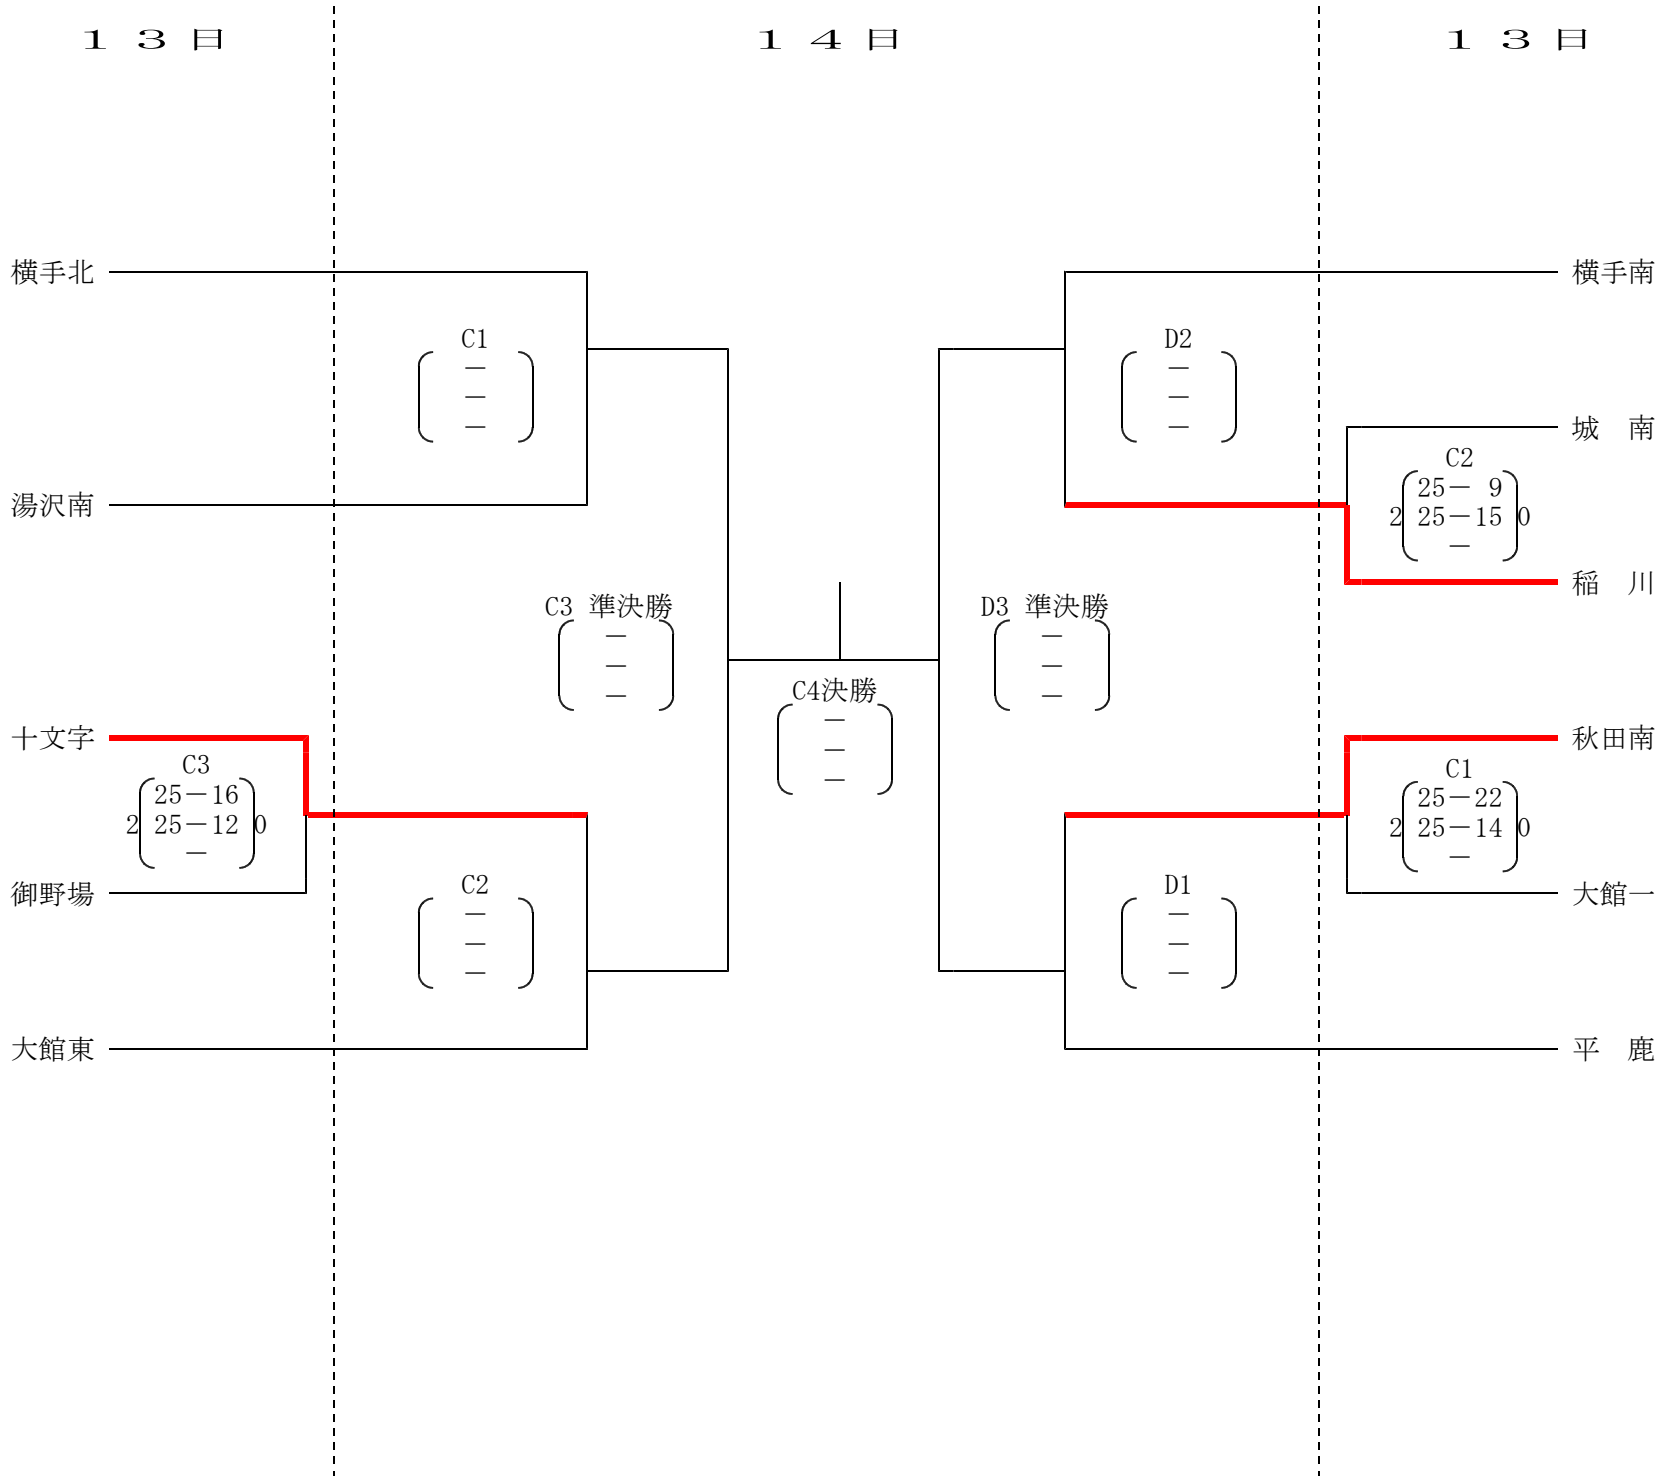 １３日
１４日
１３日
横手北
横手南
C1
－
－
－
D2
－
－
－
城　南
C2
25－ 9
2 25－15 0
－
湯沢南
稲　川
C3 準決勝
－
－
－
D3 準決勝
－
－
－
C4決勝
－
－
－
十文字
C3
25－16
2 25－12 0
－
秋田南
C1
25－22
2 25－14 0
－
御野場
大館一
C2
－
－
－
D1
－
－
－
大館東
平　鹿